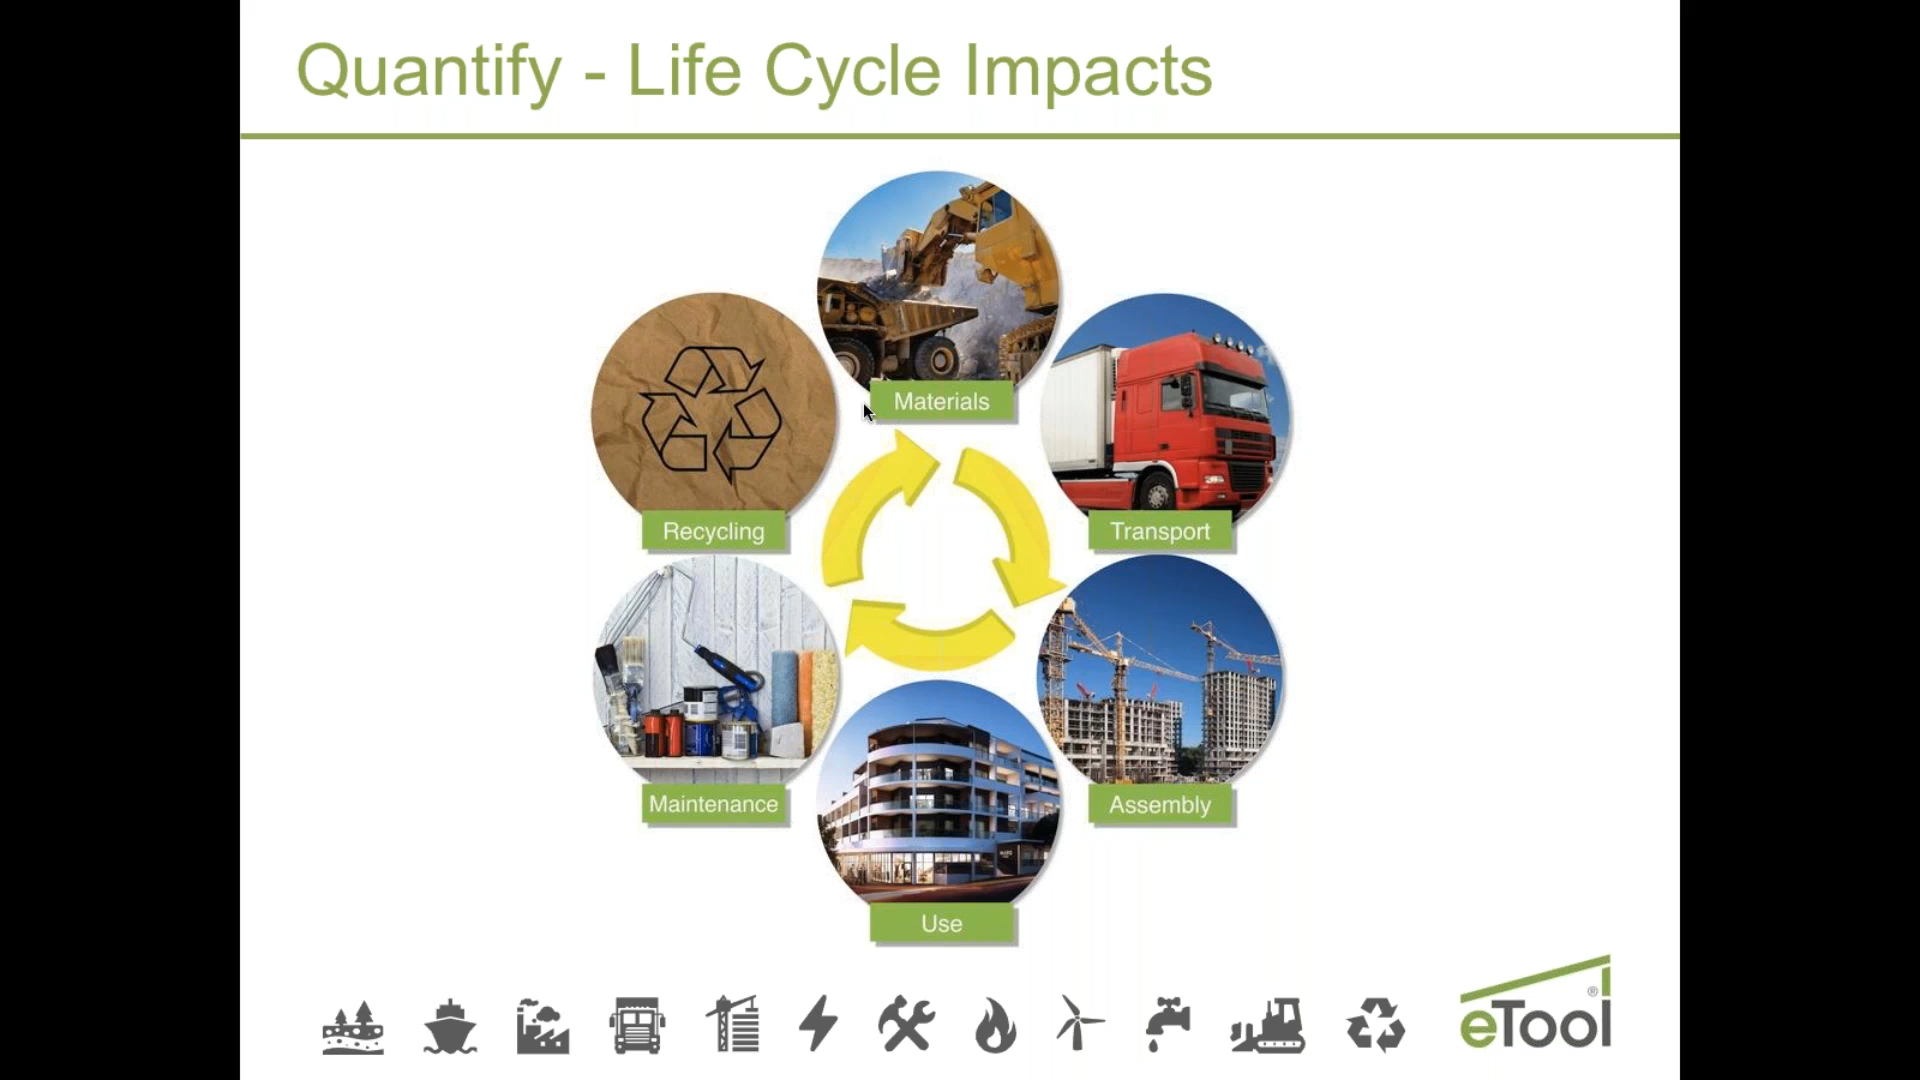 Quantify - Life Cycle Impacts
Materials
Recycling
Transport
Maintenance
Assembly
Use
eTool®